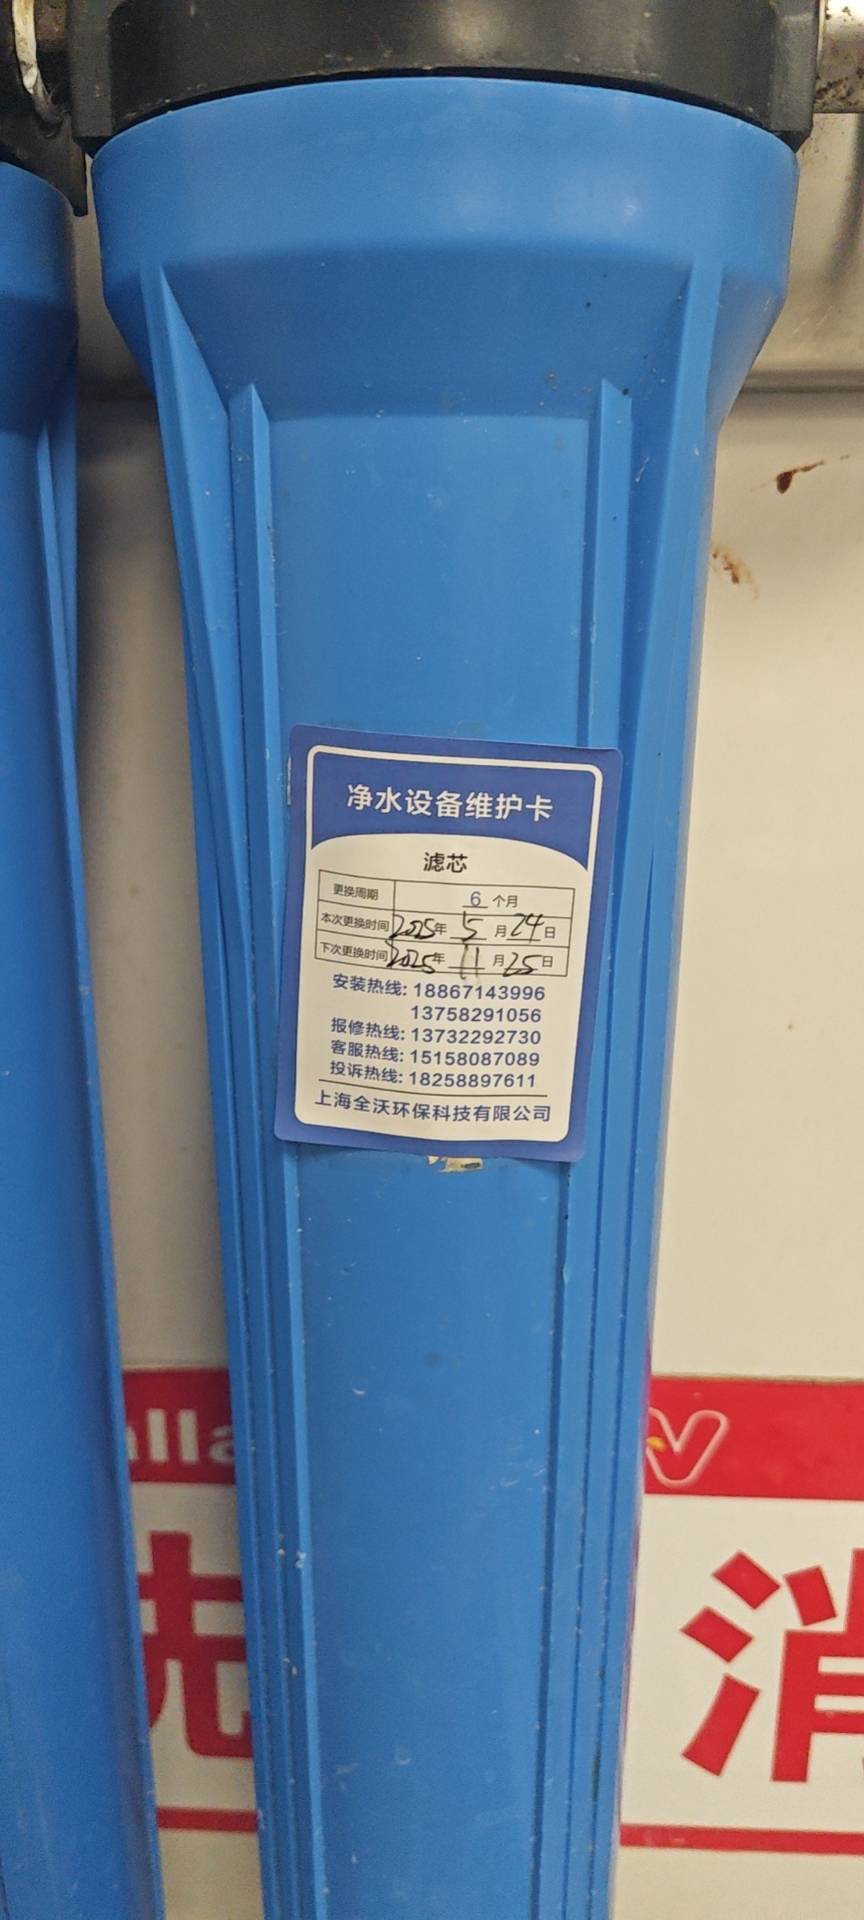 净水设备维护卡
滤芯
更换周期 6 个月
本次更换时间 2025年 5 月 24 日
下次更换时间 2025年 11 月 25 日
安装热线: 18867143996
13758291056
报修热线: 13732292730
客服热线: 15158087089
投诉热线: 18258897611
上海全沃环保科技有限公司
alla
洗 消